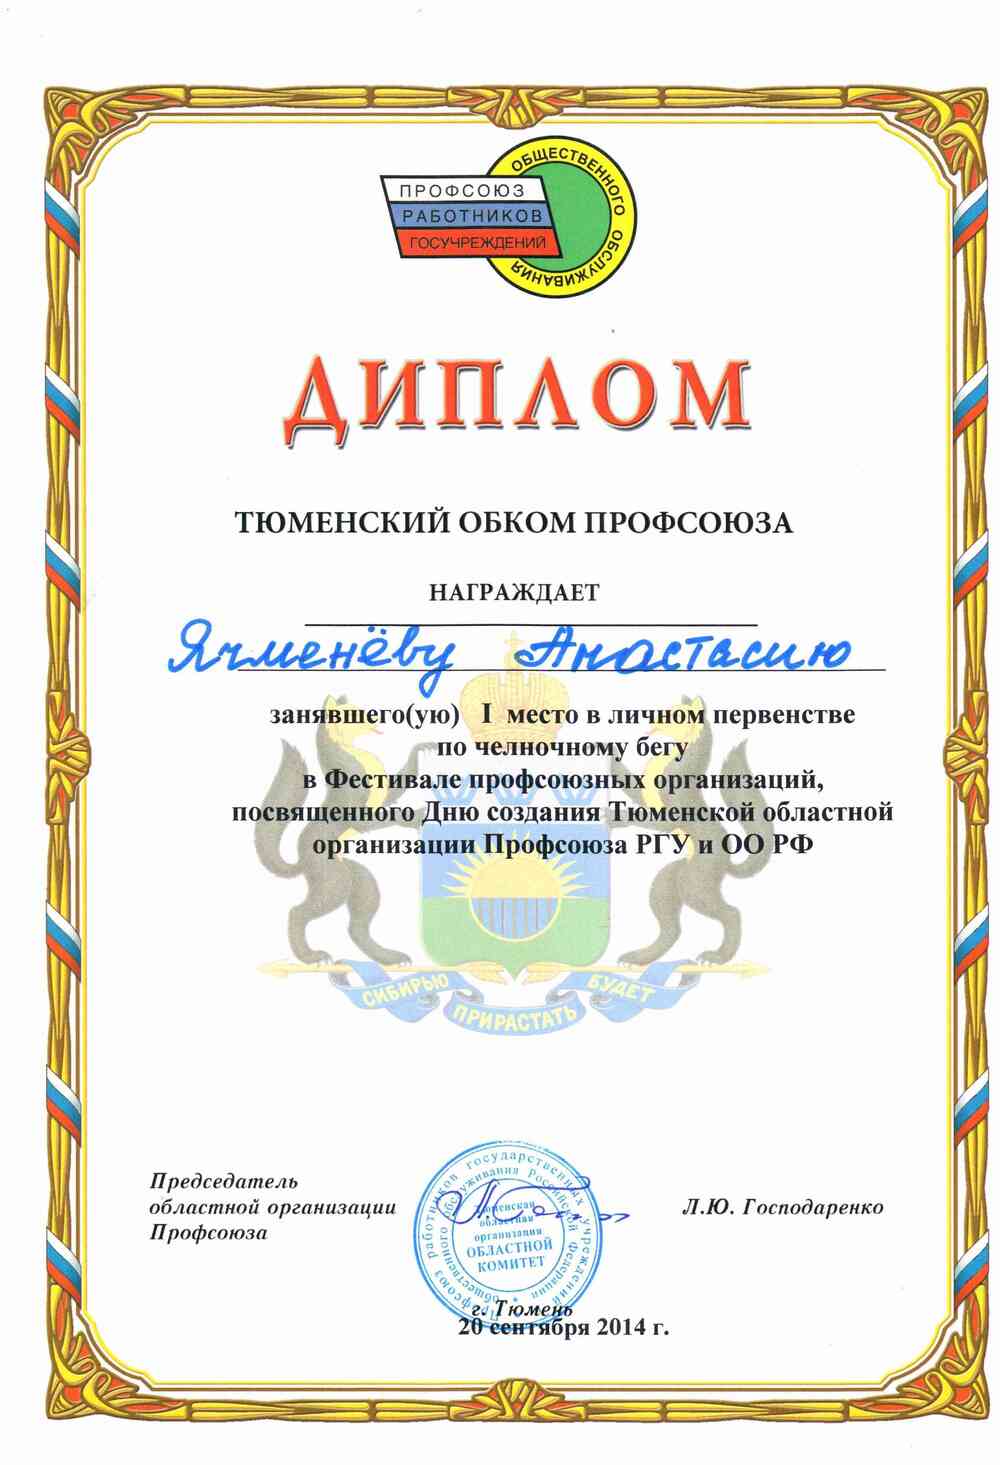 ПРОФСОЮЗ
РАБОТНИКОВ
ГОСУЧРЕЖДЕНИЙ
ОБЩЕСТВЕННОГО ОБСЛУЖИВАНИЯ
ДИПЛОМ
ТЮМЕНСКИЙ ОБКОМ ПРОФСОЮЗА
НАГРАЖДАЕТ
Ячменёву Анастасию
занявшего(ую) I место в личном первенстве
по челночному бегу
в Фестивале профсоюзных организаций,
посвященного Дню создания Тюменской областной
организации Профсоюза РГУ и ОО РФ
СИБИРЬЮ
ПРИРАСТАТЬ
БУДЕТ
Председатель
областной организации
Профсоюза
Л.Ю. Господаренко
Профсоюз работников государственных учреждений
общественного обслуживания Российской Федерации
Тюменская
областная
организация
ОБЛАСТНОЙ
КОМИТЕТ
г. Тюмень
20 сентября 2014 г.